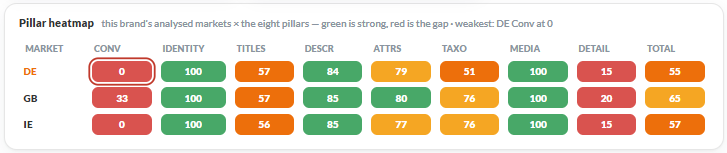 Pillar heatmap this brand's analysed markets × the eight pillars — green is strong, red is the gap · weakest: DE Conv at 0
MARKET CONV IDENTITY TITLES DESCR ATTRS TAXO MEDIA DETAIL TOTAL
DE 0 100 57 84 79 51 100 15 55
GB 33 100 57 85 80 76 100 20 65
IE 0 100 56 85 77 76 100 15 57